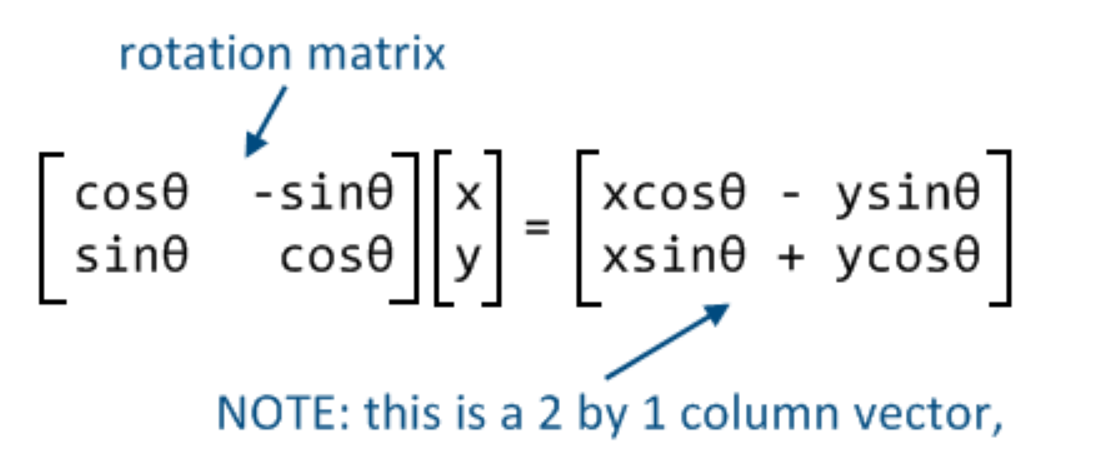 rotation matrix
cosθ -sinθ x = xcosθ - ysinθ
sinθ cosθ y xsinθ + ycosθ
NOTE: this is a 2 by 1 column vector,